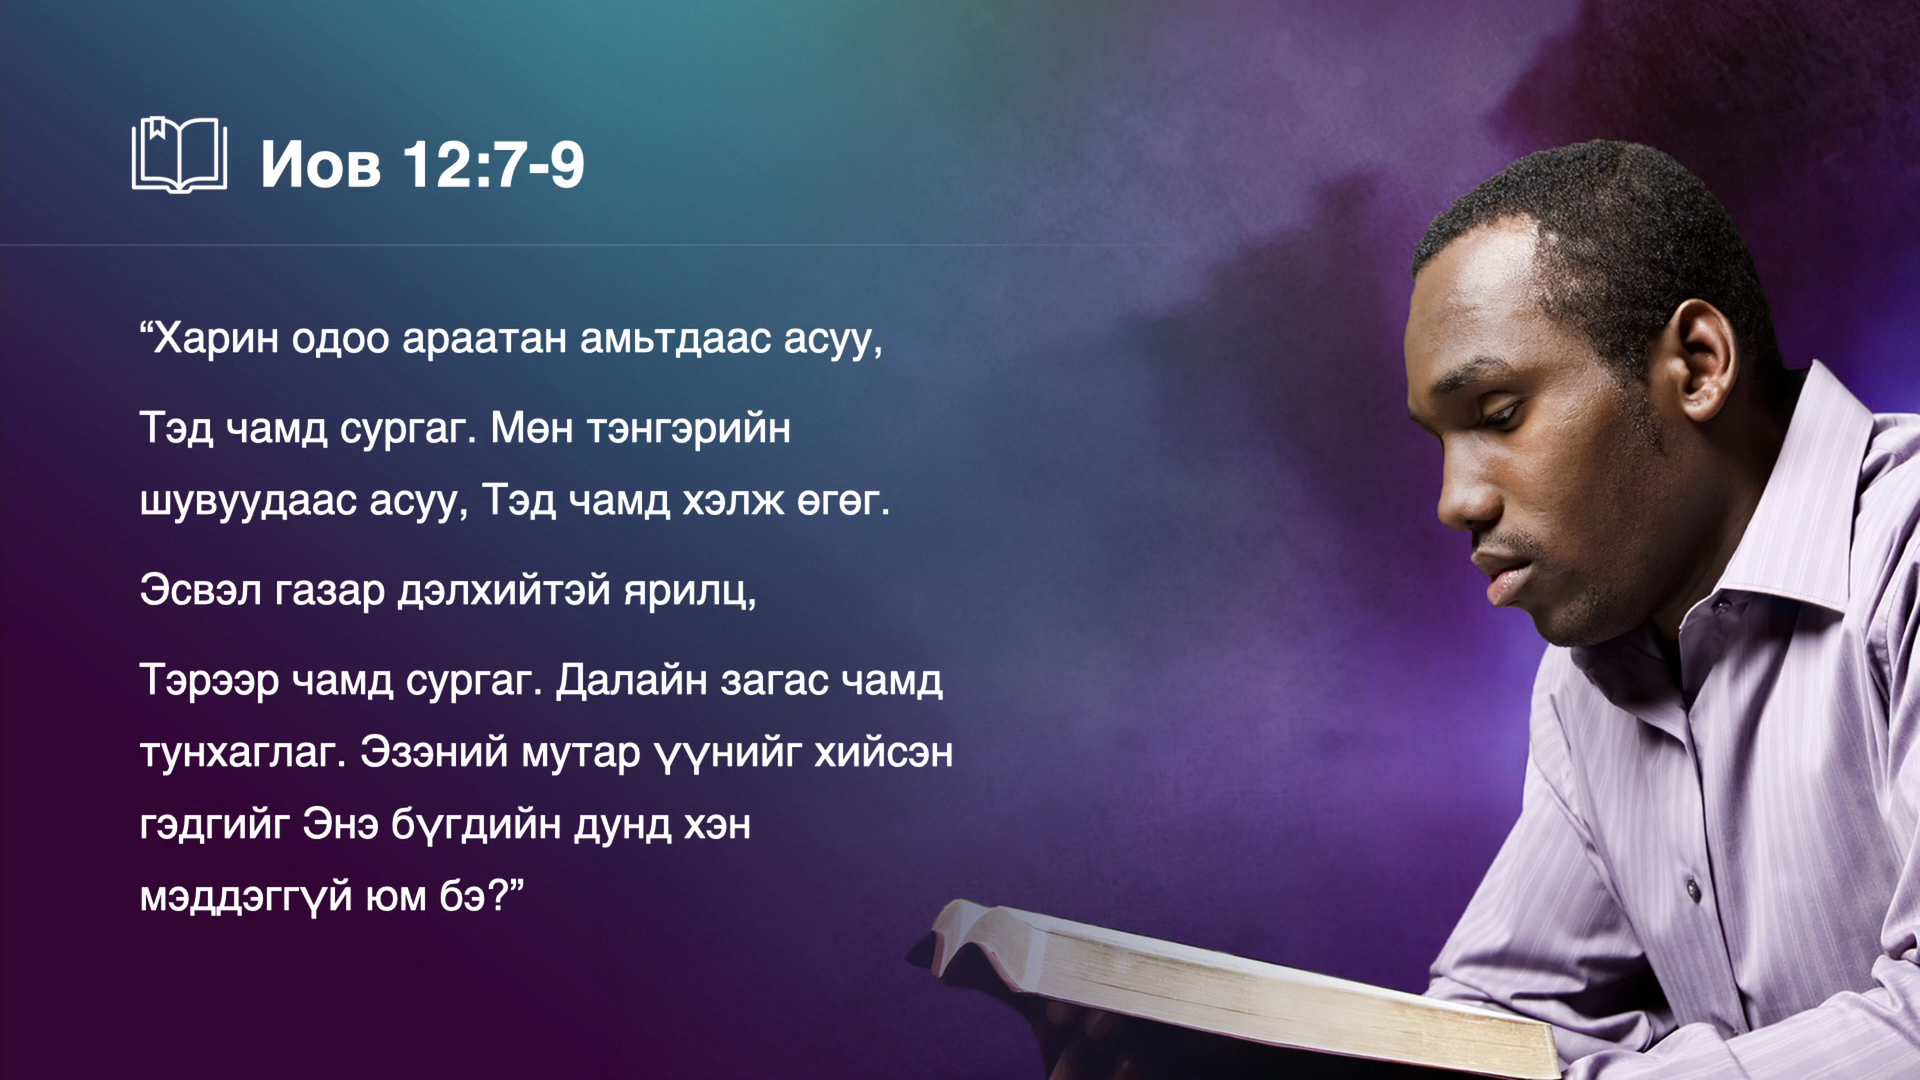 Иов 12:7-9
“Харин одоо араатан амьтдаас асуу,
Тэд чамд сургаг. Мөн тэнгэрийн
шувуудаас асуу, Тэд чамд хэлж өгөг.
Эсвэл газар дэлхийтэй ярилц,
Тэрээр чамд сургаг. Далайн загас чамд
тунхаглаг. Эзэний мутар үүнийг хийсэн
гэдгийг Энэ бүгдийн дунд хэн
мэддэггүй юм бэ?”